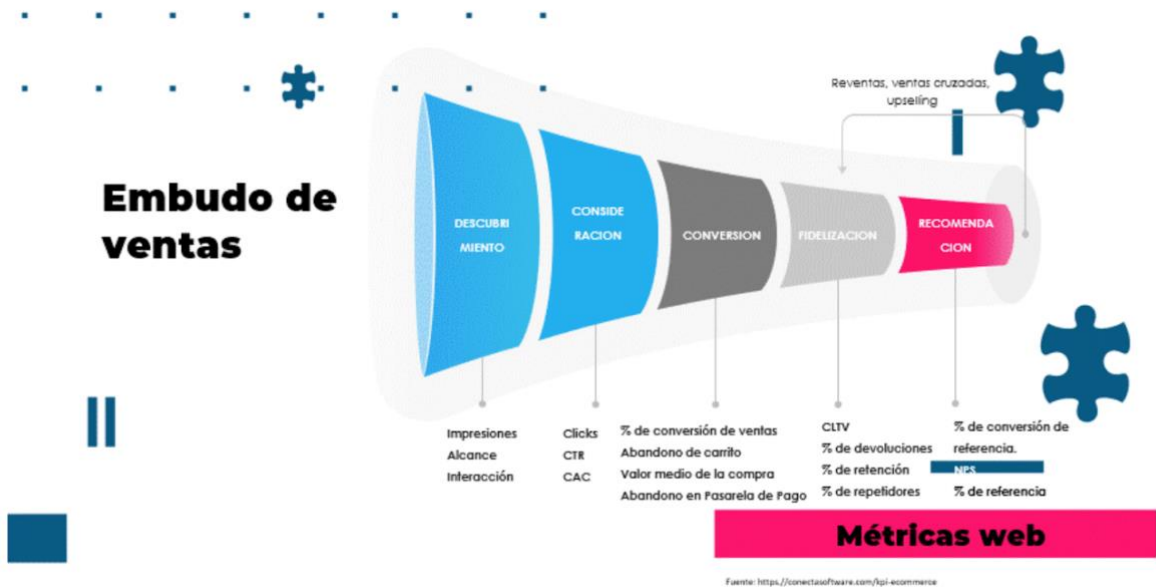 Embudo de
ventas
Reventas, ventas cruzadas,
upselling
DESCUBRI
MIENTO
CONSIDE
RACION
CONVERSION
FIDELIZACION
RECOMENDA
CION
Impresiones
Alcance
Interacción
Clicks
CTR
CAC
% de conversión de ventas
Abandono de carrito
Valor medio de la compra
Abandono en Pasarela de Pago
CLTV
% de devoluciones
% de retención
% de repetidores
% de conversión de
referencia.
NPS
% de referencia
Métricas web
Fuente: https://conectasoftware.com/kpi-ecommerce